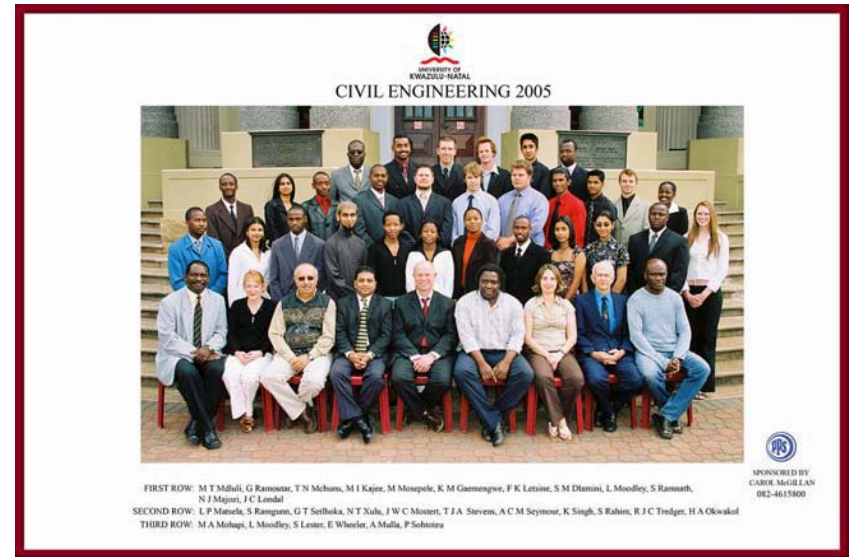 UNIVERSITY OF
KWAZULU-NATAL
CIVIL ENGINEERING 2005
PPS
SPONSORED BY
CAROL McGILLAN
082-4615800
FIRST ROW: M T Mdluli, G Ramoutar, T N Mchunu, M I Kajee, M Mosepele, K M Gaemengwe, F K Letsine, S M Dlamini, L Moodley, S Ramnath,
N J Majozi, J C Londal
SECOND ROW: L P Matsela, S Ramgunn, G T Setlhoka, N T Xulu, J W C Mostert, T J A Stevens, A C M Seymour, K Singh, S Rahim, R J C Tredger, H A Okwakol
THIRD ROW: M A Mohapi, L Moodley, S Lester, E Wheeler, A Mulla, P Sohtotea